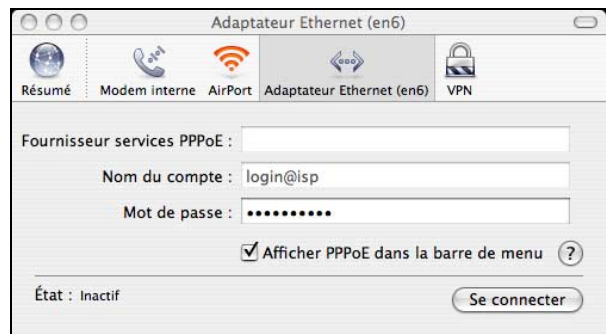 Adaptateur Ethernet (en6)
Résumé Modem interne AirPort Adaptateur Ethernet (en6) VPN
Fournisseur services PPPoE :
Nom du compte : login@isp
Mot de passe : ••••••••••
Afficher PPPoE dans la barre de menu ?
État : Inactif Se connecter